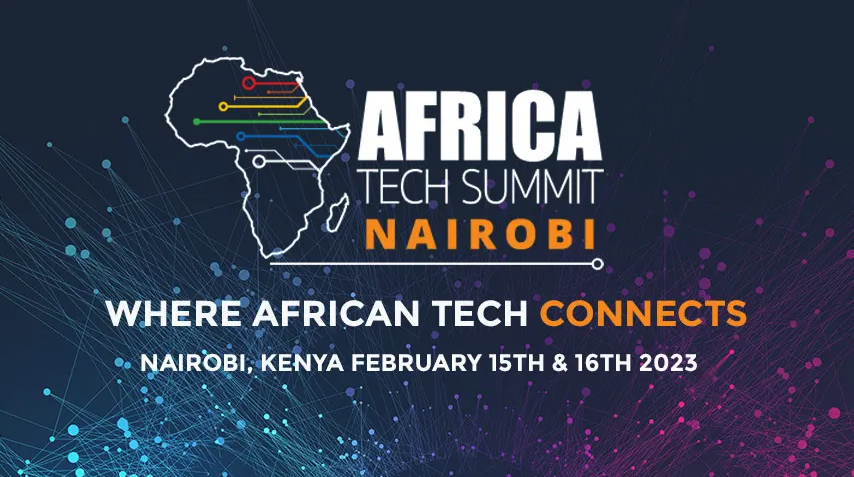 AFRICA
TECH SUMMIT
NAIROBI
WHERE AFRICAN TECH CONNECTS
NAIROBI, KENYA FEBRUARY 15TH & 16TH 2023